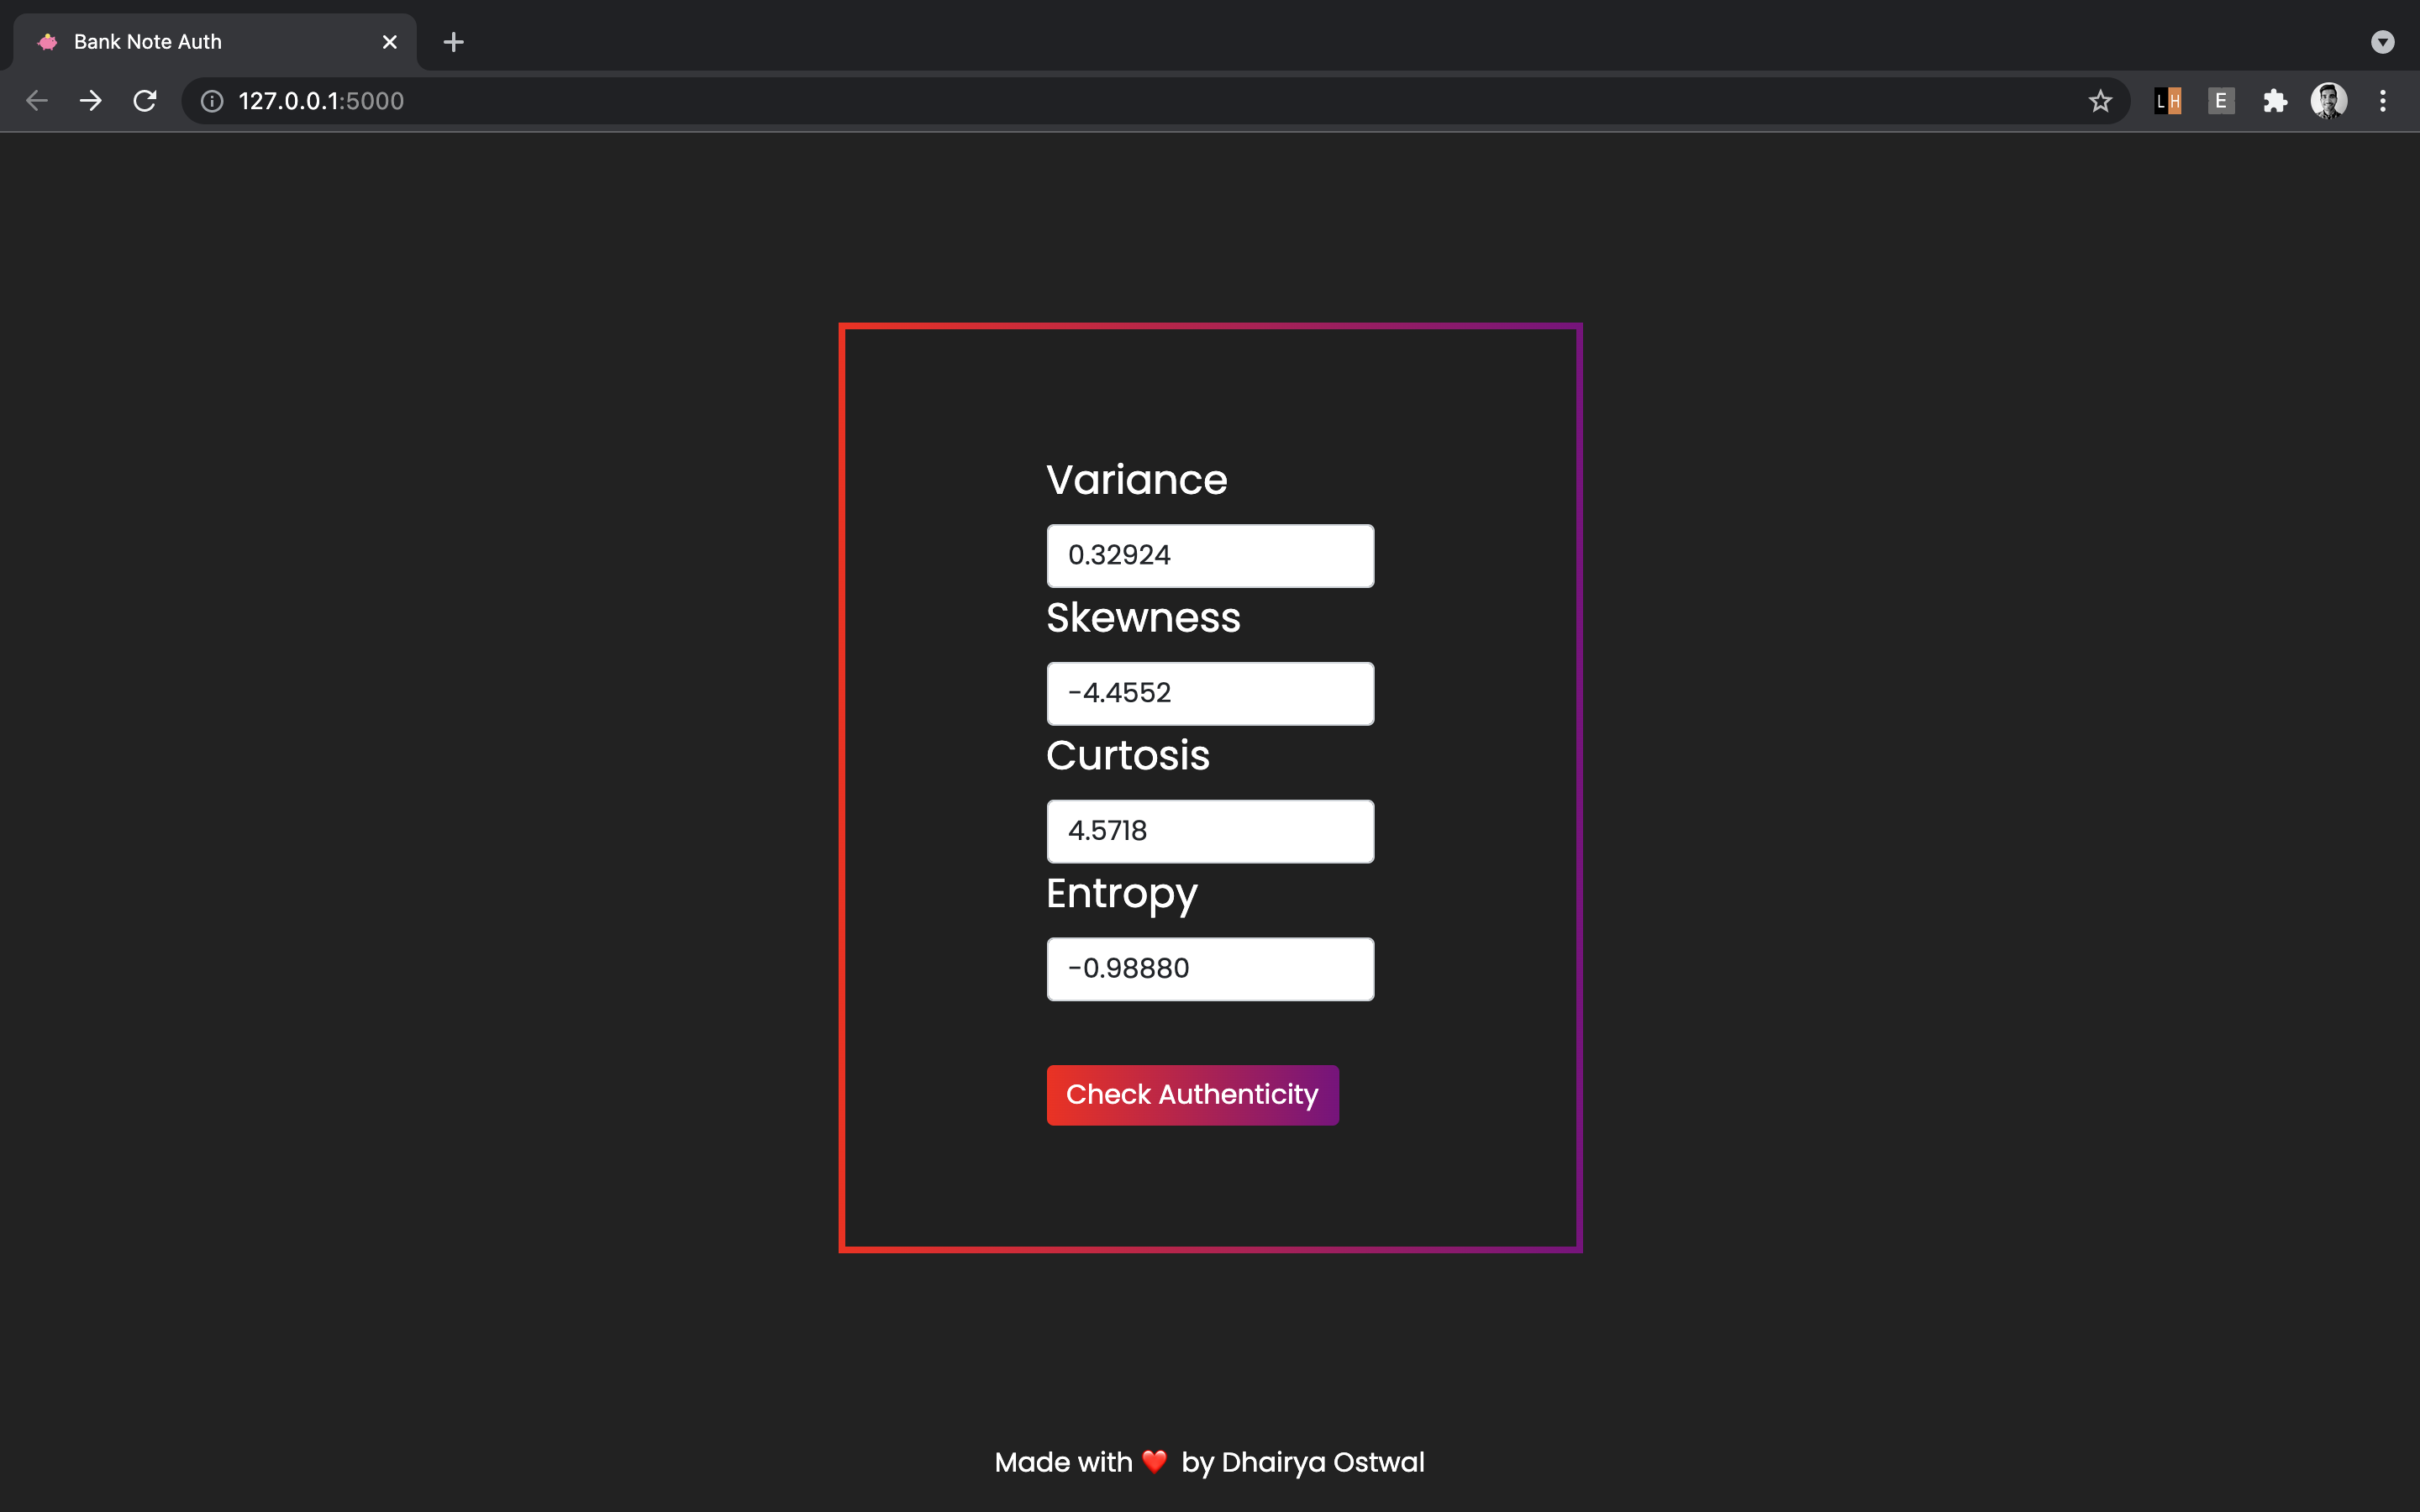 Bank Note Auth
127.0.0.1:5000
LH
E
Variance
0.32924
Skewness
-4.4552
Curtosis
4.5718
Entropy
-0.98880
Check Authenticity
Made with ❤️ by Dhairya Ostwal